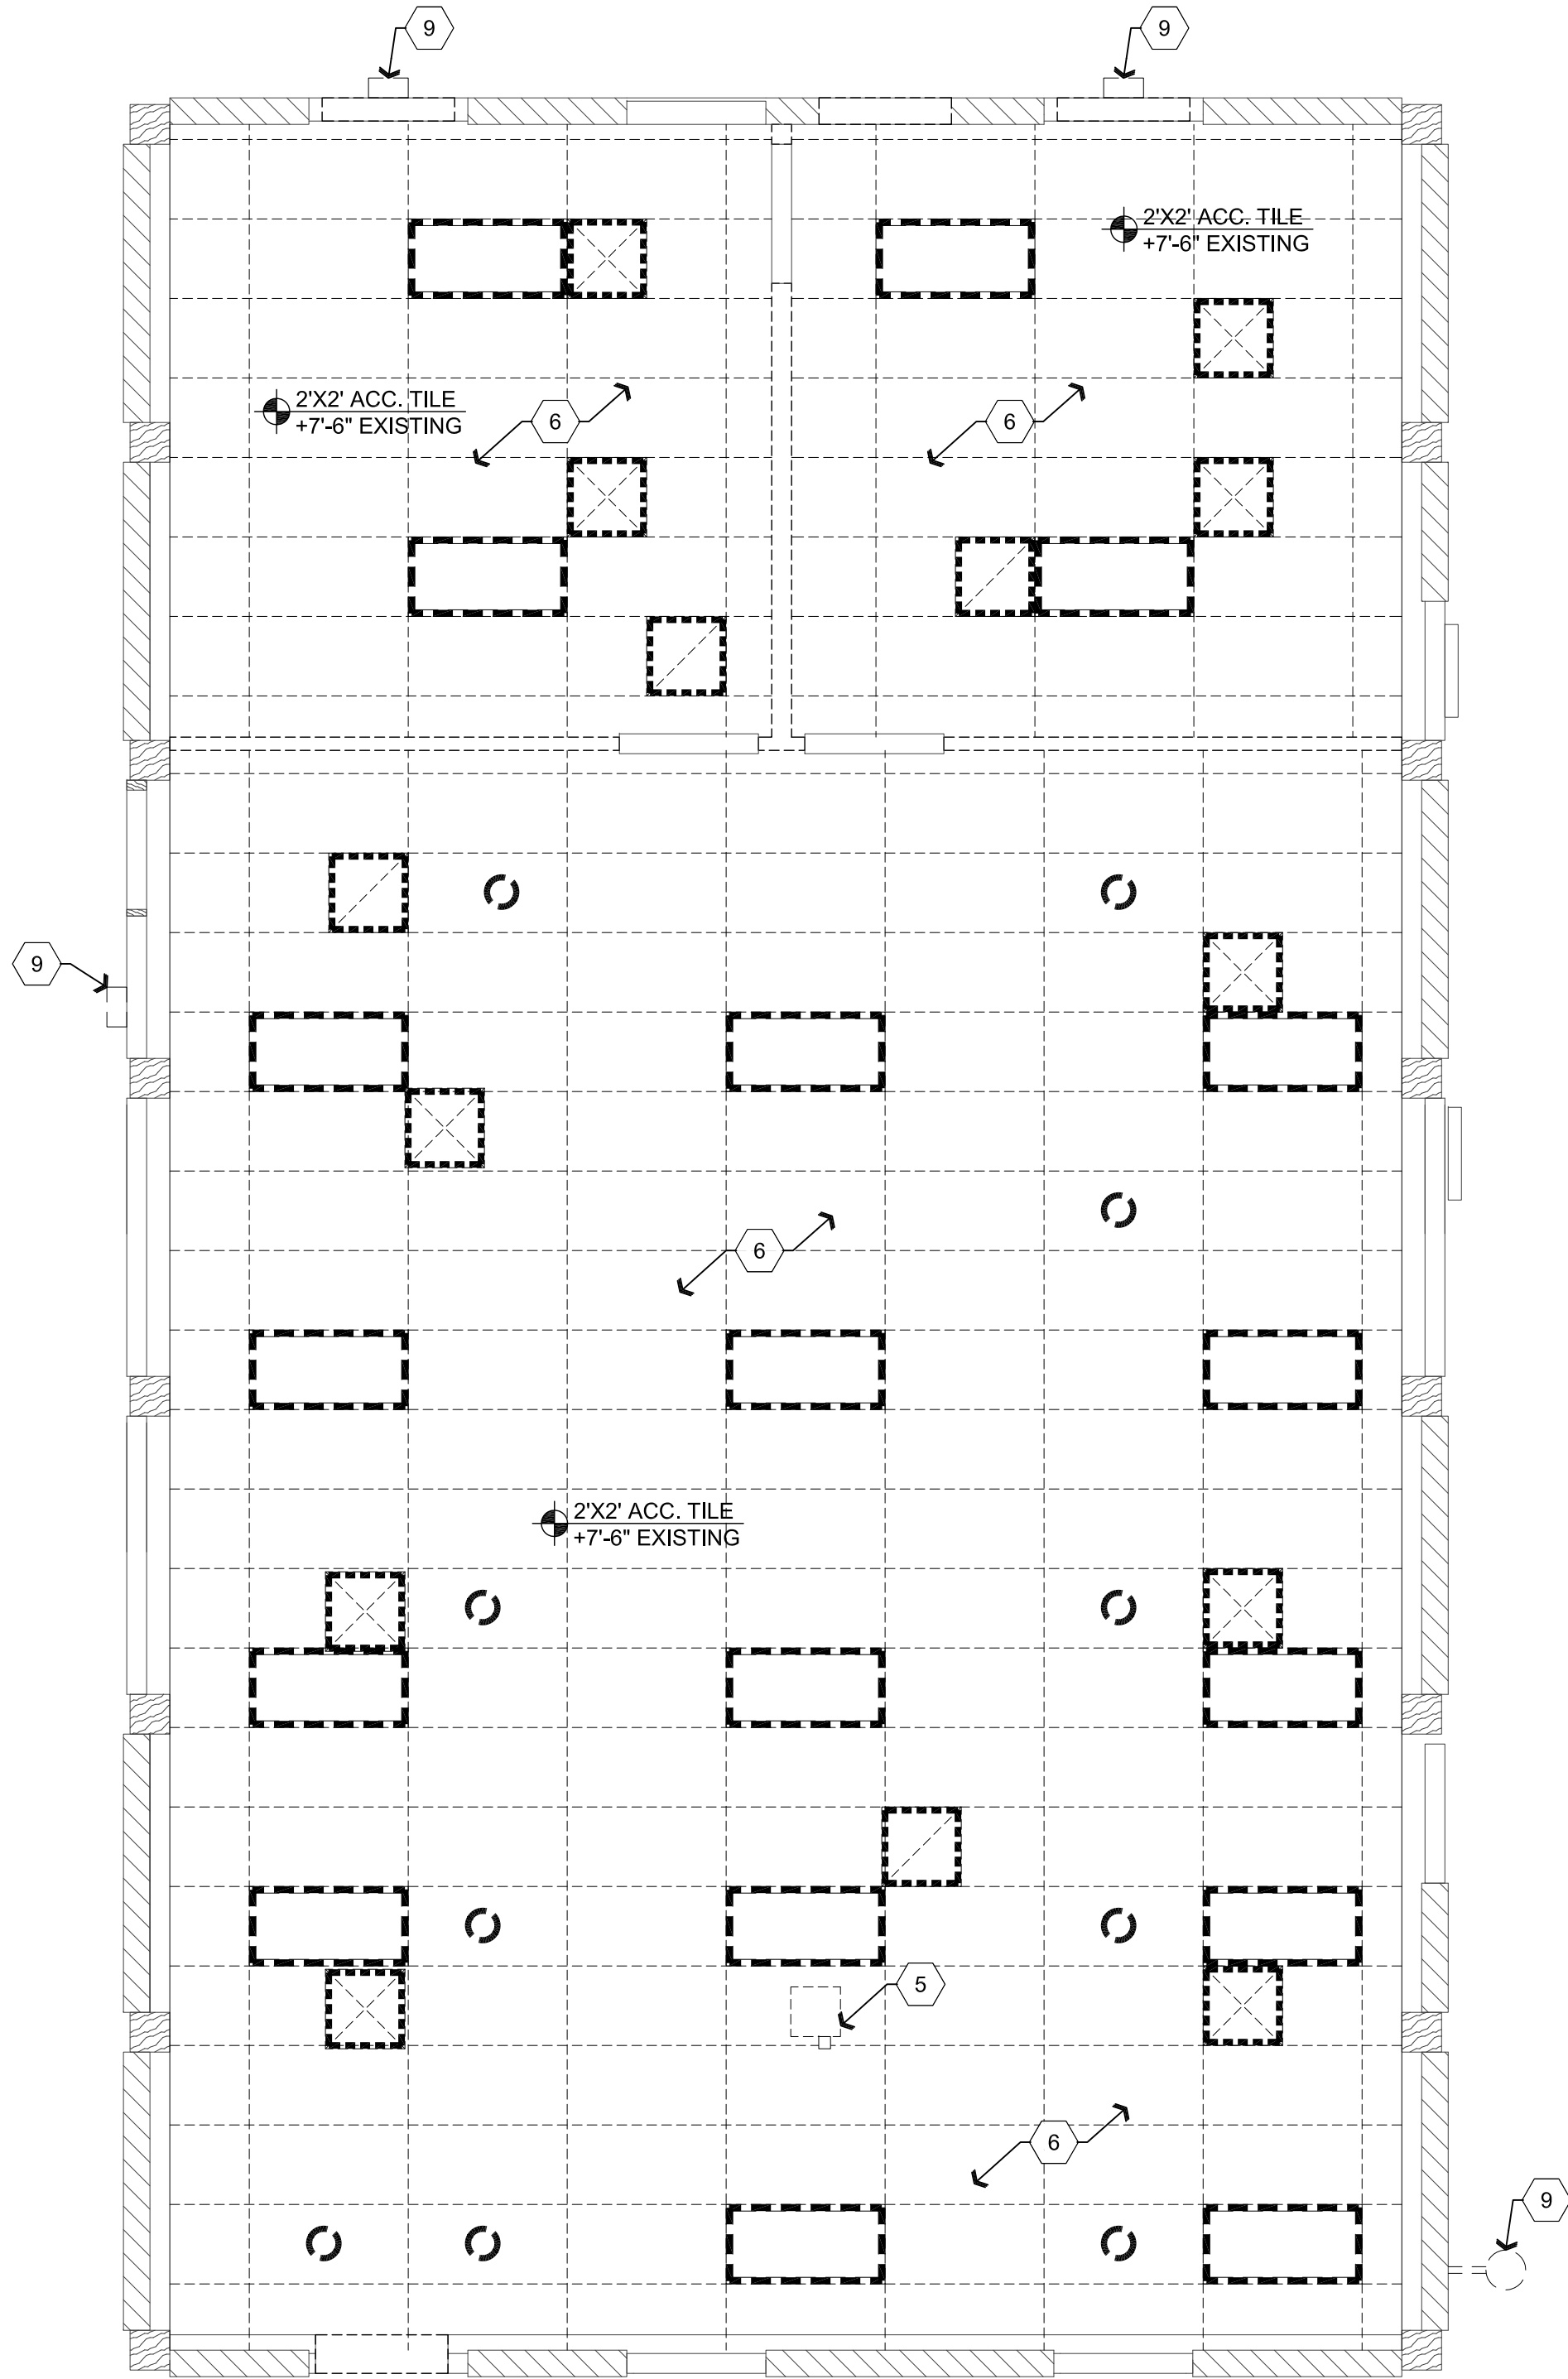 9
9
2'X2' ACC. TILE
+7'-6" EXISTING
2'X2' ACC. TILE
+7'-6" EXISTING
6
6
9
6
2'X2' ACC. TILE
+7'-6" EXISTING
5
6
9